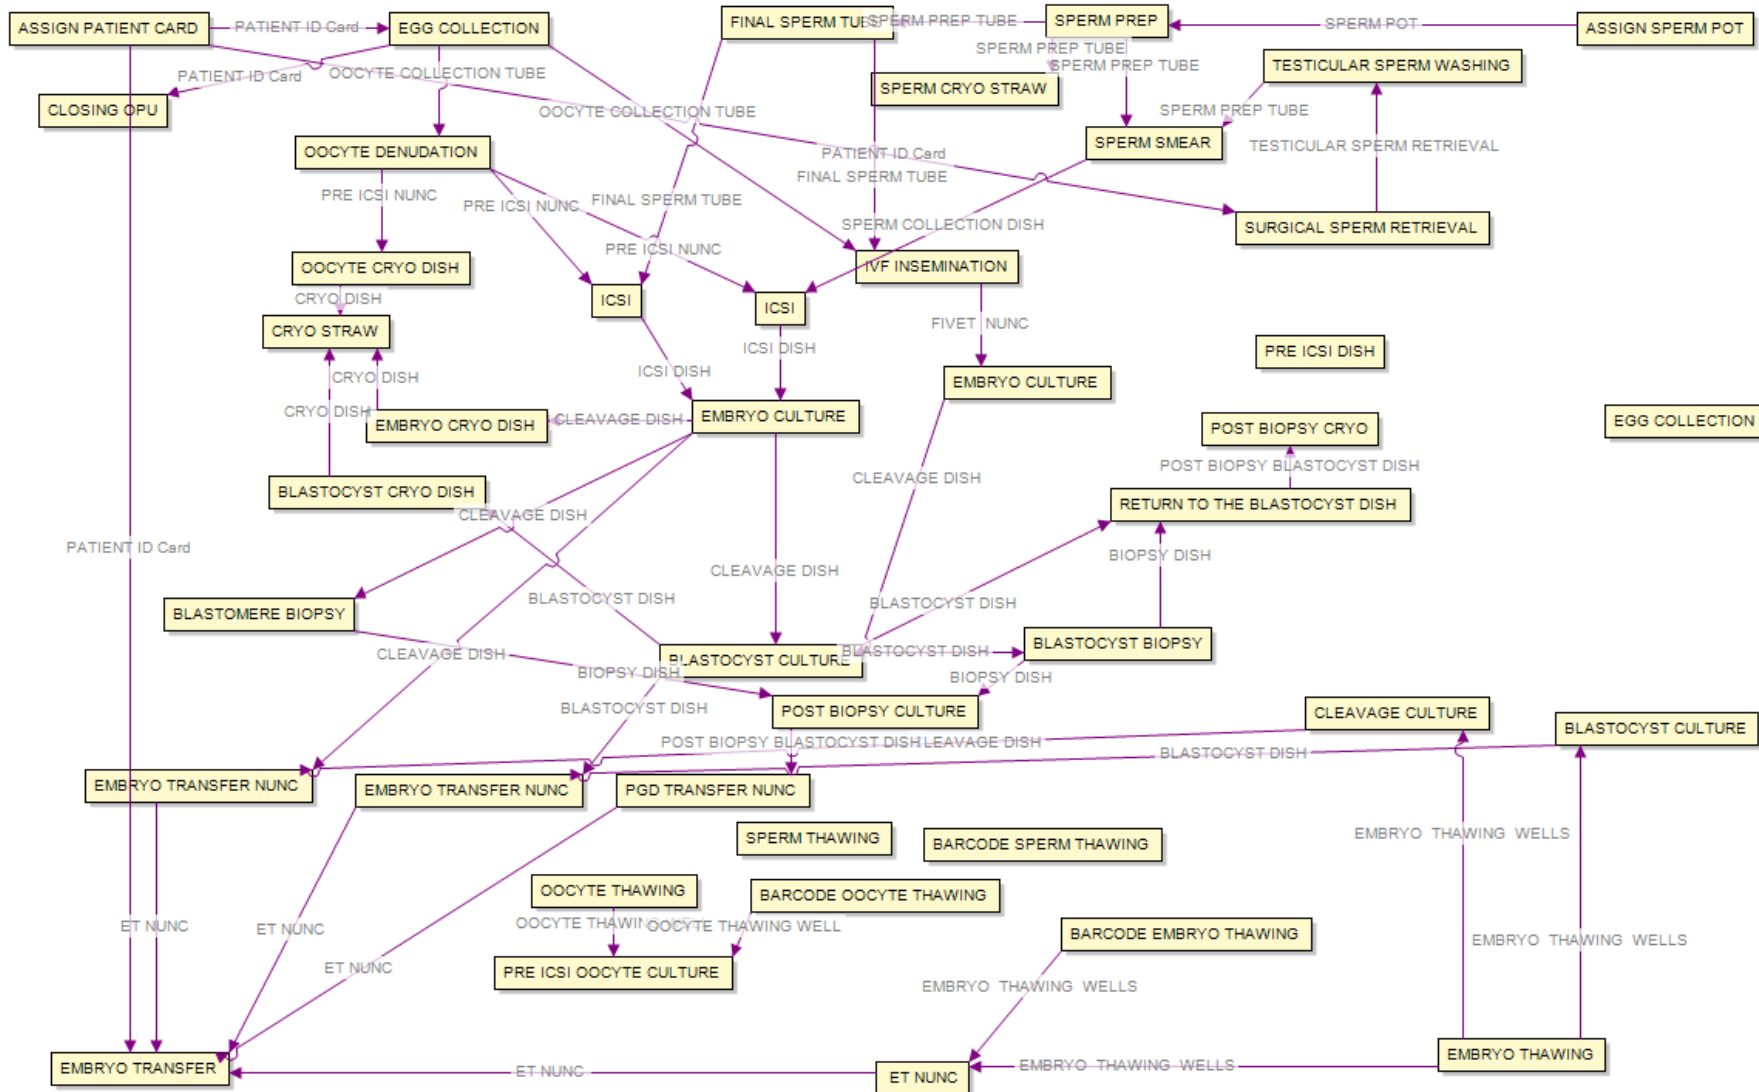 ASSIGN PATIENT CARD
PATIENT ID Card
EGG COLLECTION
FINAL SPERM TUBE
SPERM PREP TUBE
SPERM PREP
SPERM POT
ASSIGN SPERM POT
SPERM PREP TUBE
SPERM PREP TUBE
TESTICULAR SPERM WASHING
PATIENT ID Card
OOCYTE COLLECTION TUBE
SPERM CRYO STRAW
CLOSING OPU
OOCYTE COLLECTION TUBE
SPERM PREP TUBE
OOCYTE DENUDATION
PATIENT ID Card
SPERM SMEAR
TESTICULAR SPERM RETRIEVAL
FINAL SPERM TUBE
PRE ICSI NUNC
PRE ICSI NUNC
FINAL SPERM TUBE
SPERM COLLECTION DISH
SURGICAL SPERM RETRIEVAL
PRE ICSI NUNC
OOCYTE CRYO DISH
IVF INSEMINATION
CRYO DISH
ICSI
ICSI
CRYO STRAW
FIVET NUNC
ICSI DISH
PRE ICSI DISH
CRYO DISH
ICSI DISH
EMBRYO CULTURE
CRYO DISH
EMBRYO CRYO DISH
CLEAVAGE DISH
EMBRYO CULTURE
POST BIOPSY CRYO
EGG COLLECTION
POST BIOPSY BLASTOCYST DISH
CLEAVAGE DISH
BLASTOCYST CRYO DISH
RETURN TO THE BLASTOCYST DISH
CLEAVAGE DISH
PATIENT ID Card
BIOPSY DISH
CLEAVAGE DISH
BLASTOCYST DISH
BLASTOCYST DISH
BLASTOMERE BIOPSY
BLASTOCYST BIOPSY
CLEAVAGE DISH
BLASTOCYST CULTURE
BLASTOCYST DISH
BIOPSY DISH
BIOPSY DISH
BLASTOCYST DISH
POST BIOPSY CULTURE
CLEAVAGE CULTURE
BLASTOCYST CULTURE
POST BIOPSY BLASTOCYST DISH
LEAVAGE DISH
BLASTOCYST DISH
EMBRYO TRANSFER NUNC
EMBRYO TRANSFER NUNC
PGD TRANSFER NUNC
SPERM THAWING
BARCODE SPERM THAWING
EMBRYO THAWING WELLS
OOCYTE THAWING
BARCODE OOCYTE THAWING
ET NUNC
ET NUNC
OOCYTE THAWING WELL
OOCYTE THAWING WELL
BARCODE EMBRYO THAWING
EMBRYO THAWING WELLS
ET NUNC
PRE ICSI OOCYTE CULTURE
EMBRYO THAWING WELLS
EMBRYO TRANSFER
ET NUNC
ET NUNC
EMBRYO THAWING WELLS
EMBRYO THAWING